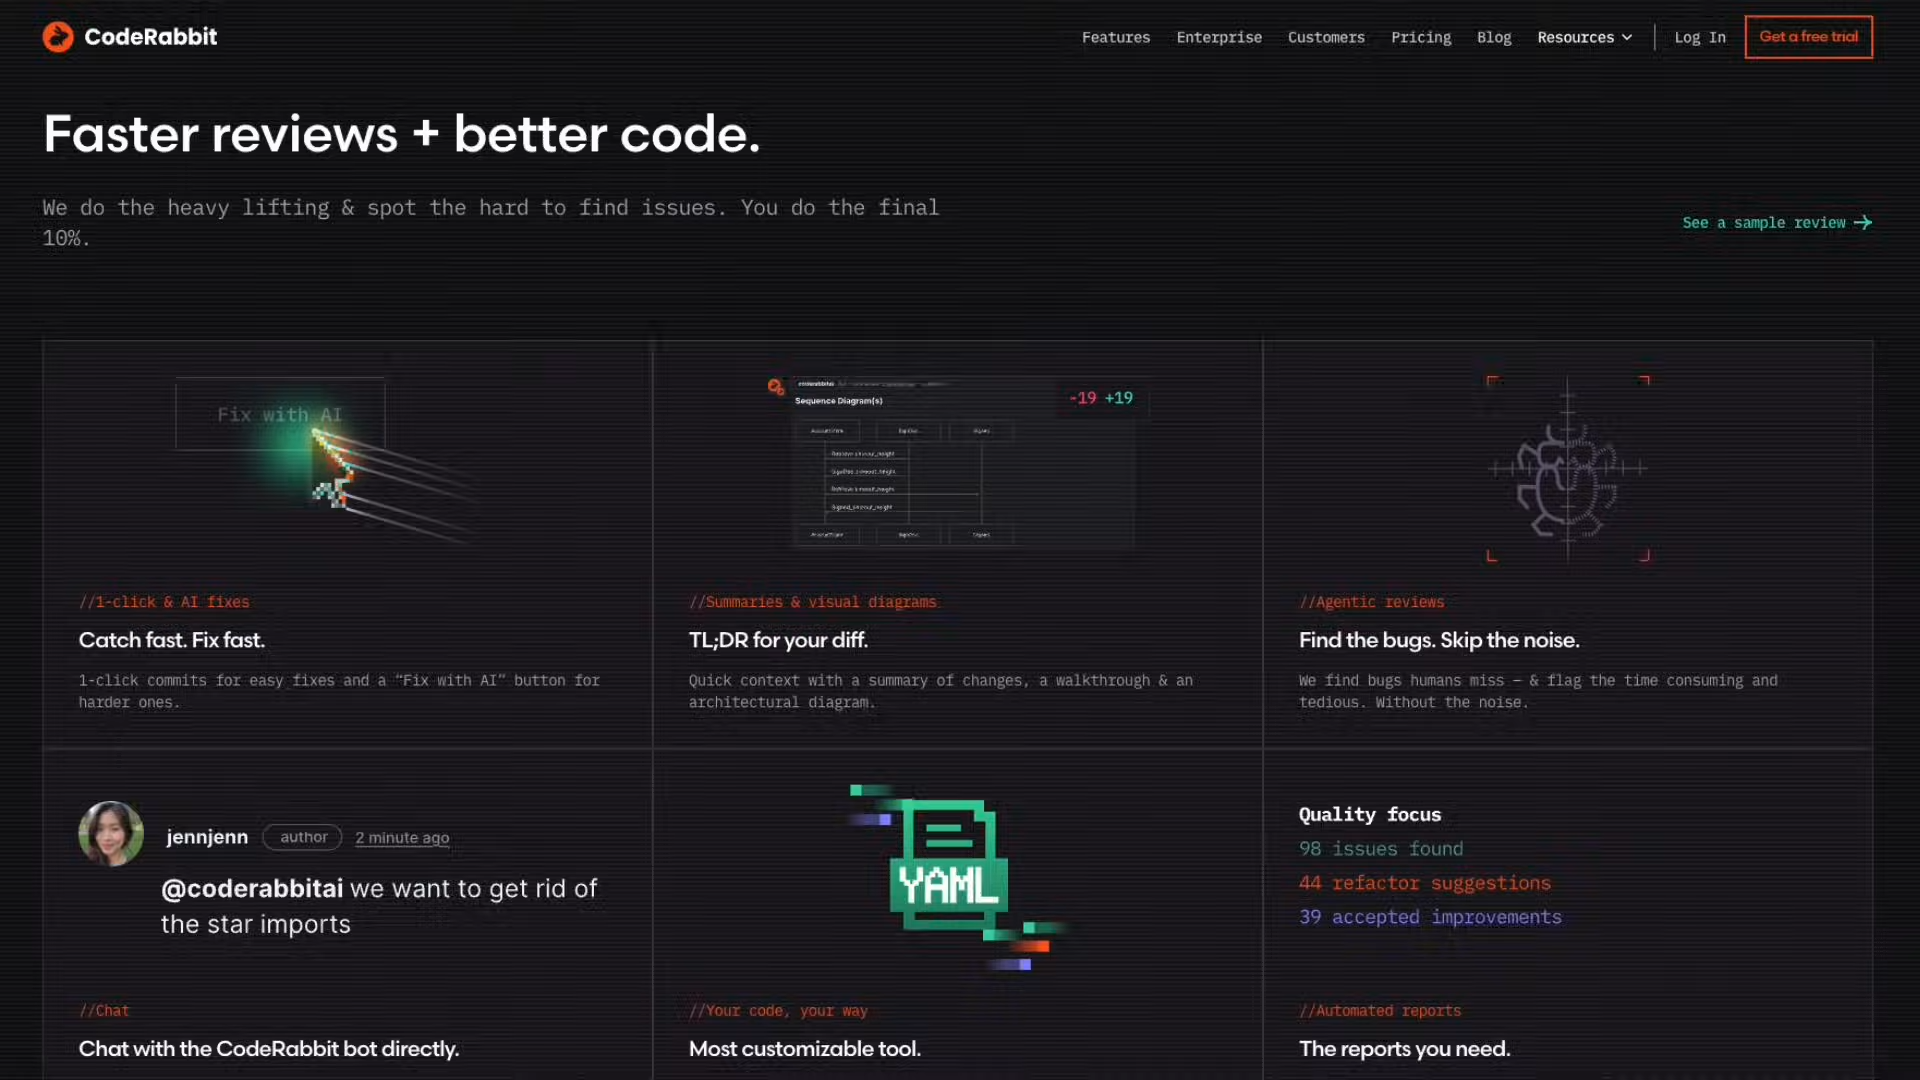 CodeRabbit
Features Enterprise Customers Pricing Blog Resources Log In Get a free trial
Faster reviews + better code.
We do the heavy lifting & spot the hard to find issues. You do the final
10%.
See a sample review
Fix with AI
coderabbitai
Sequence Diagram(s)
-19 +19
//1-click & AI fixes
Catch fast. Fix fast.
1-click commits for easy fixes and a “Fix with AI” button for
harder ones.
//Summaries & visual diagrams
TL;DR for your diff.
Quick context with a summary of changes, a walkthrough & an
architectural diagram.
//Agentic reviews
Find the bugs. Skip the noise.
We find bugs humans miss – & flag the time consuming and
tedious. Without the noise.
jennjenn author 2 minute ago
@coderabbitai we want to get rid of
the star imports
//Chat
Chat with the CodeRabbit bot directly.
YAML
//Your code, your way
Most customizable tool.
Quality focus
98 issues found
44 refactor suggestions
39 accepted improvements
//Automated reports
The reports you need.